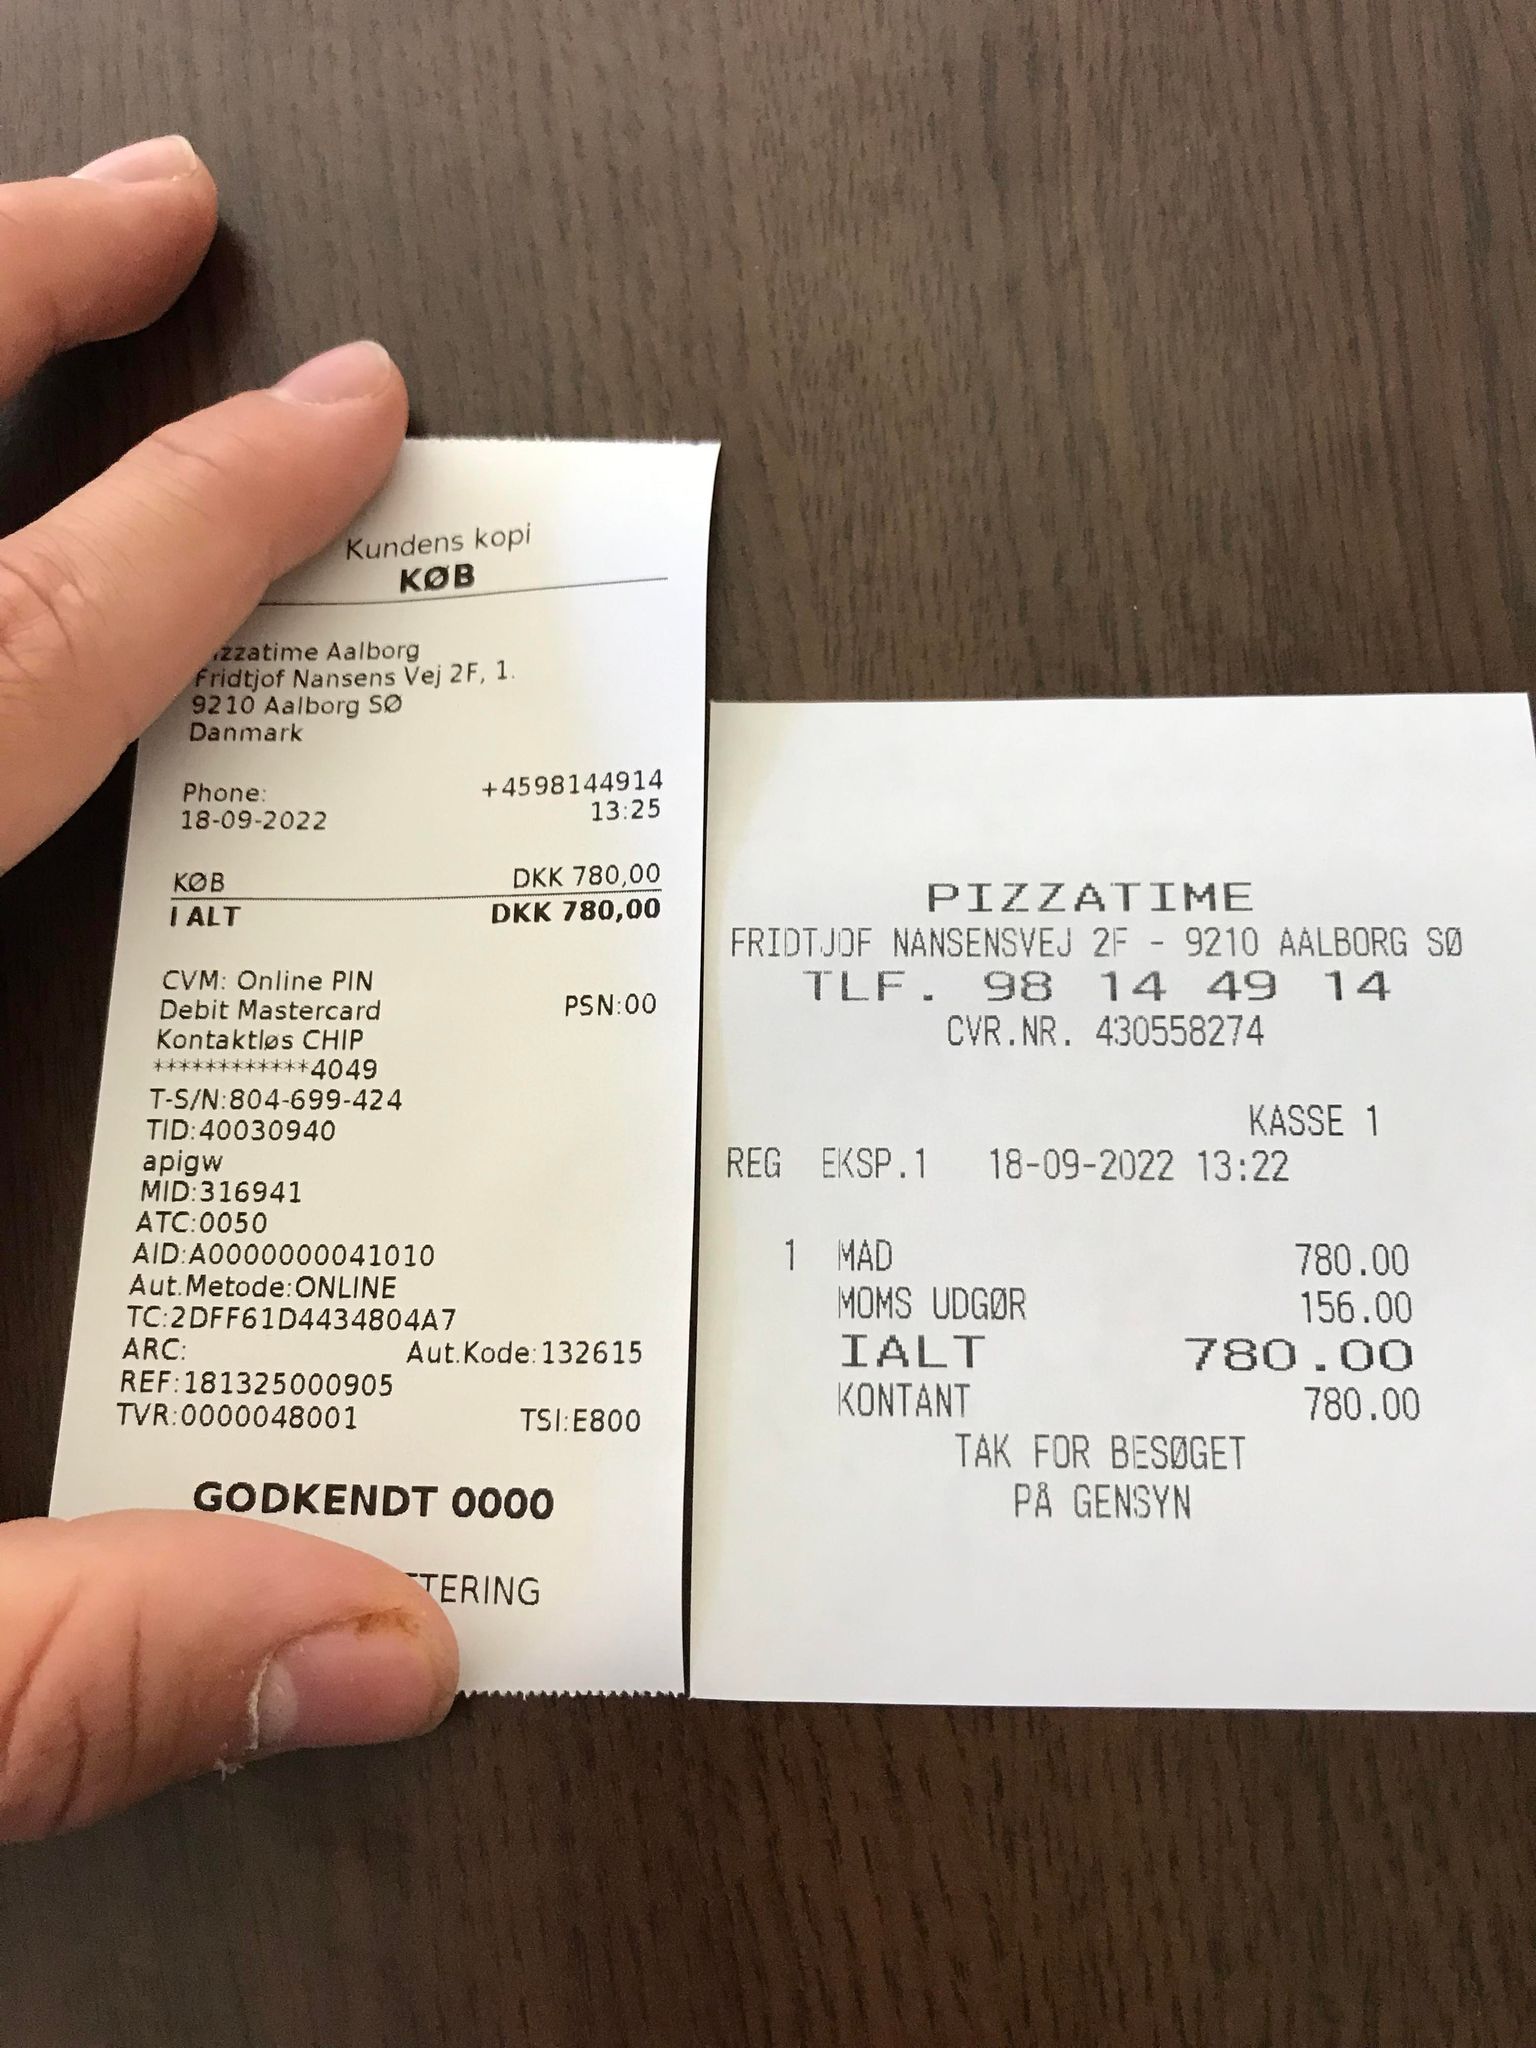 Kundens kopi
KØB
izzatime Aalborg
Fridtjof Nansens Vej 2F, 1.
9210 Aalborg SØ
Danmark
Phone: +4598144914
18-09-2022 13:25
KØB DKK 780,00
I ALT DKK 780,00
CVM: Online PIN
Debit Mastercard PSN:00
Kontaktløs CHIP
************4049
T-S/N:804-699-424
TID:40030940
apigw
MID:316941
ATC:0050
AID:A0000000041010
Aut.Metode:ONLINE
TC:2DFF61D4434804A7
ARC: Aut.Kode:132615
REF:181325000905
TVR:0000048001 TSI:E800
GODKENDT 0000
TERING
PIZZATIME
FRIDTJOF NANSENSVEJ 2F - 9210 AALBORG SØ
TLF. 98 14 49 14
CVR.NR. 430558274
KASSE 1
REG EKSP.1 18-09-2022 13:22
1 MAD 780.00
MOMS UDGØR 156.00
IALT 780.00
KONTANT 780.00
TAK FOR BESØGET
PÅ GENSYN